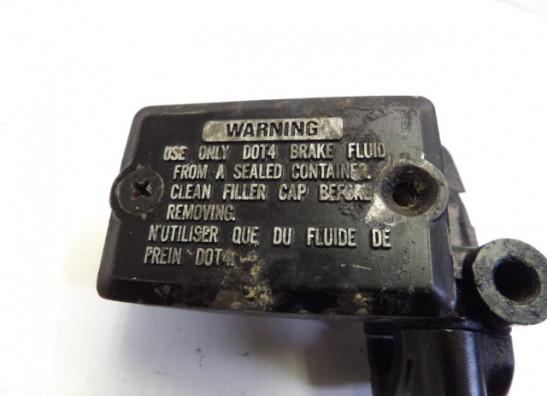 WARNING
USE ONLY DOT4 BRAKE FLUID
FROM A SEALED CONTAINER.
CLEAN FILLER CAP BEFORE
REMOVING.
N'UTILISER QUE DU FLUIDE DE
FREIN DOT4.